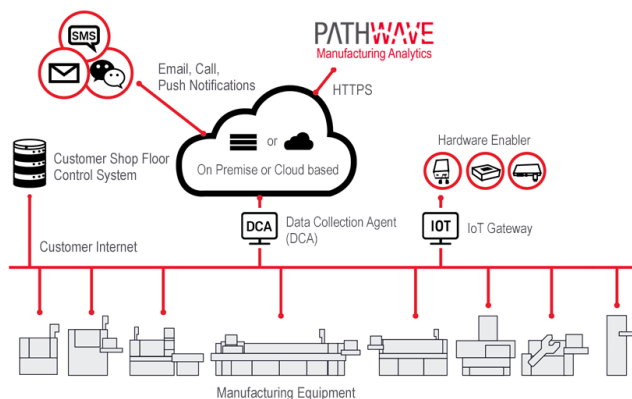 SMS
PATHWAVE
Manufacturing Analytics
Email, Call,
Push Notifications
HTTPS
or
On Premise or Cloud based
Customer Shop Floor
Control System
Hardware Enabler
DCA
Data Collection Agent
(DCA)
IOT
IoT Gateway
Customer Internet
Manufacturing Equipment